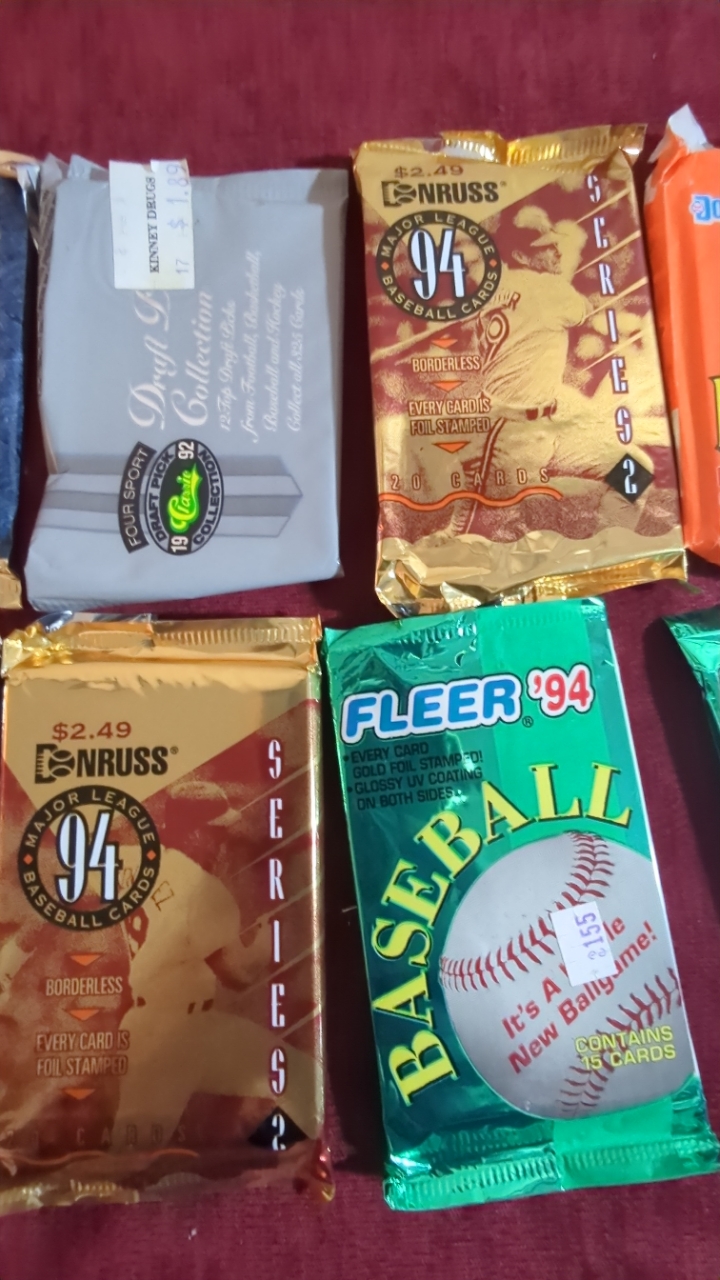 KINNEY DRUGS
17 $1.89
Draft
Collection
12 Top Draft Picks
from Football, Basketball,
Baseball and Hockey
Collect all 325 Cards
FOUR SPORT
DRAFT PICK
19 Classic 92
COLLECTION
$2.49
DONRUSS®
MAJOR LEAGUE
94
BASEBALL CARDS
BORDERLESS
EVERY CARD IS
FOIL STAMPED
20 CARDS
SERIES
2
Do
$2.49
DONRUSS®
MAJOR LEAGUE
94
BASEBALL CARDS
BORDERLESS
EVERY CARD IS
FOIL STAMPED
CARDS
SERIES
2
FLEER® '94
• EVERY CARD
GOLD FOIL STAMPED!
• GLOSSY UV COATING
ON BOTH SIDES
BASEBALL
155
It's A
New Ballgame!
CONTAINS
15 CARDS